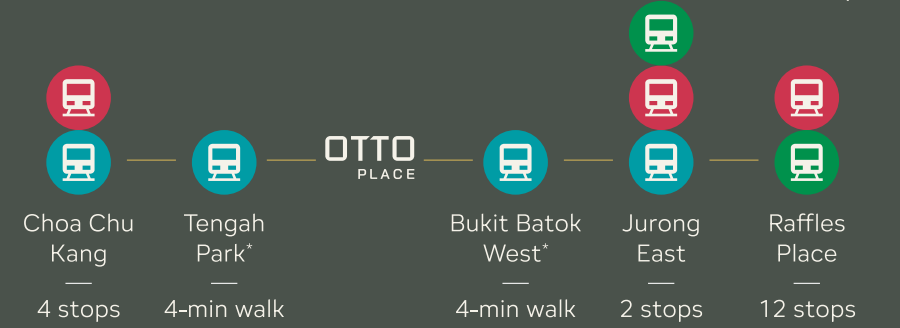 OTTO
PLACE
Choa Chu
Kang
4 stops
Tengah
Park*
4-min walk
Bukit Batok
West*
4-min walk
Jurong
East
2 stops
Raffles
Place
12 stops